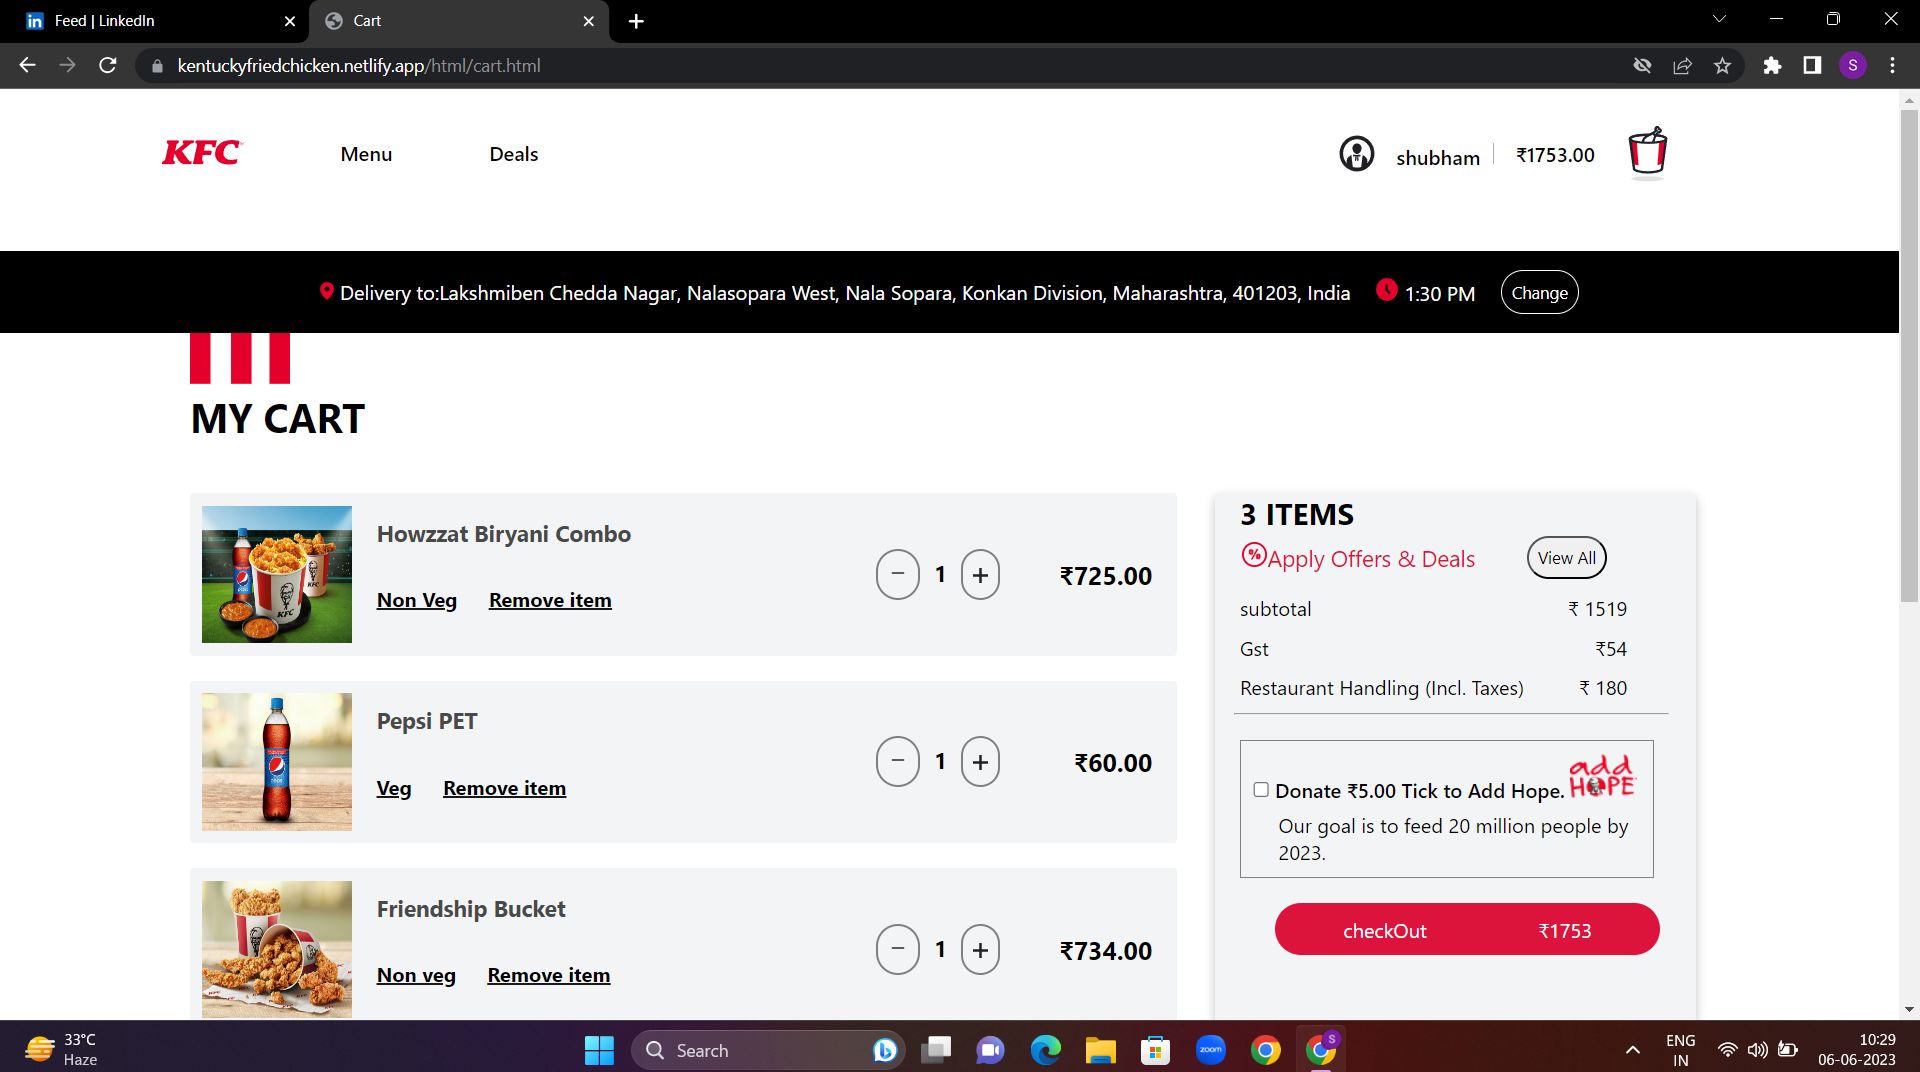 Feed | LinkedIn
Cart
kentuckyfriedchicken.netlify.app/html/cart.html
S
KFC
Menu
Deals
shubham
₹1753.00
Delivery to:Lakshmiben Chedda Nagar, Nalasopara West, Nala Sopara, Konkan Division, Maharashtra, 401203, India
1:30 PM
Change
MY CART
Howzzat Biryani Combo
Non Veg
Remove item
1
₹725.00
Pepsi PET
Veg
Remove item
1
₹60.00
Friendship Bucket
Non veg
Remove item
1
₹734.00
3 ITEMS
Apply Offers & Deals
View All
subtotal ₹ 1519
Gst ₹54
Restaurant Handling (Incl. Taxes) ₹ 180
add
HOPE
Donate ₹5.00 Tick to Add Hope.
Our goal is to feed 20 million people by
2023.
checkOut ₹1753
33°C
Haze
Search
zoom
S
ENG
IN
10:29
06-06-2023